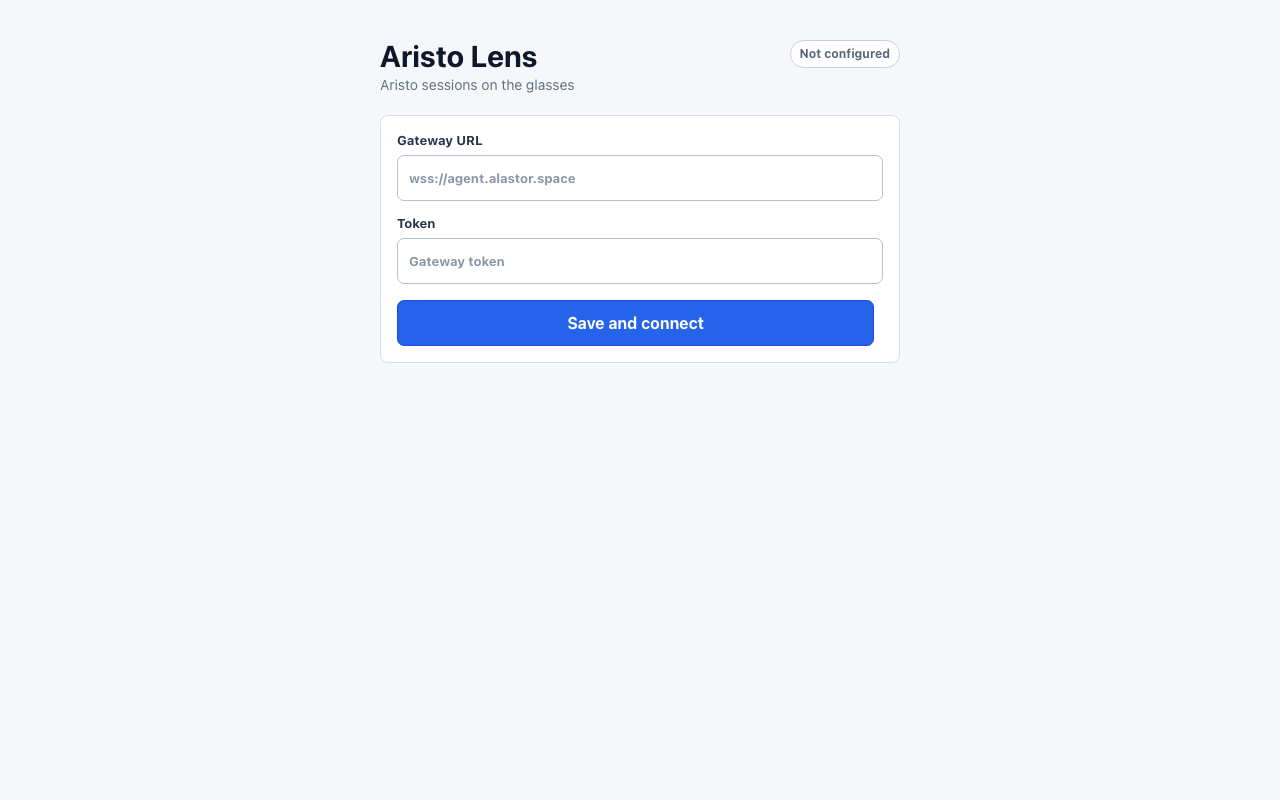 Aristo Lens
Not configured
Aristo sessions on the glasses
Gateway URL
wss://agent.alastor.space
Token
Gateway token
Save and connect